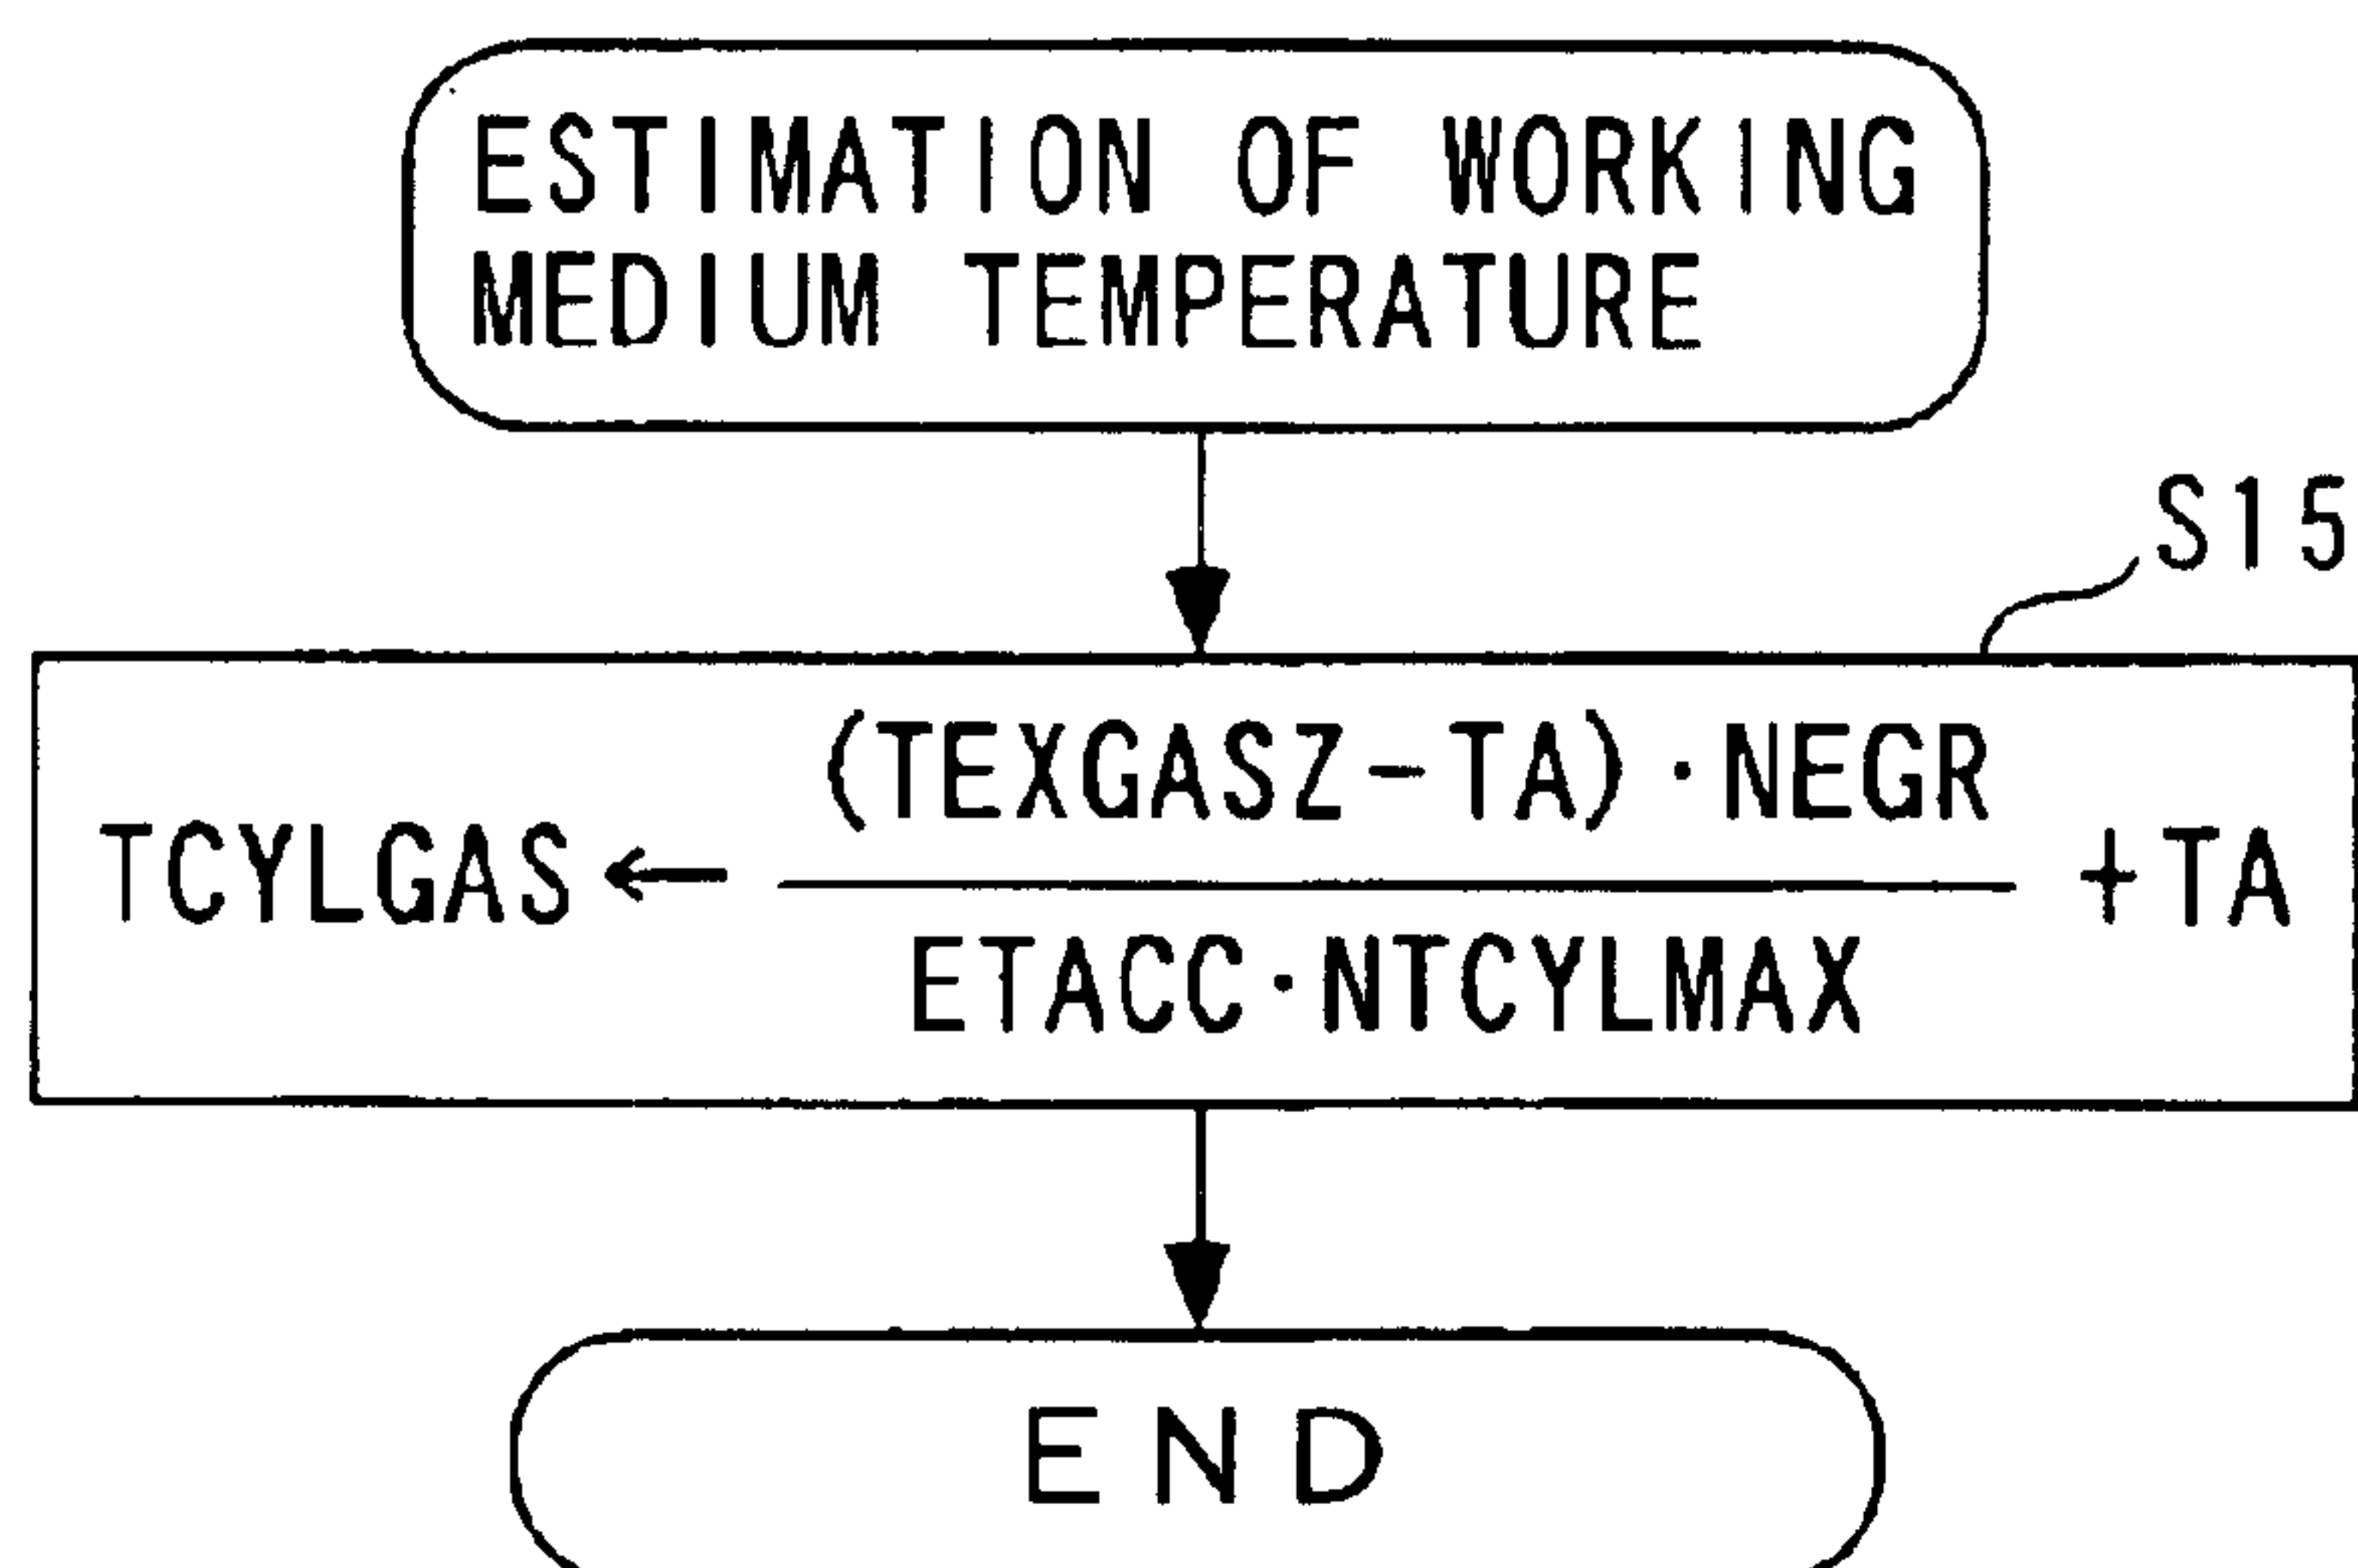 ESTIMATION OF WORKING
MEDIUM TEMPERATURE
S15
(TEXGASZ-TA)·NEGR
TCYLGAS← +TA
ETACC·NTCYLMAX
END